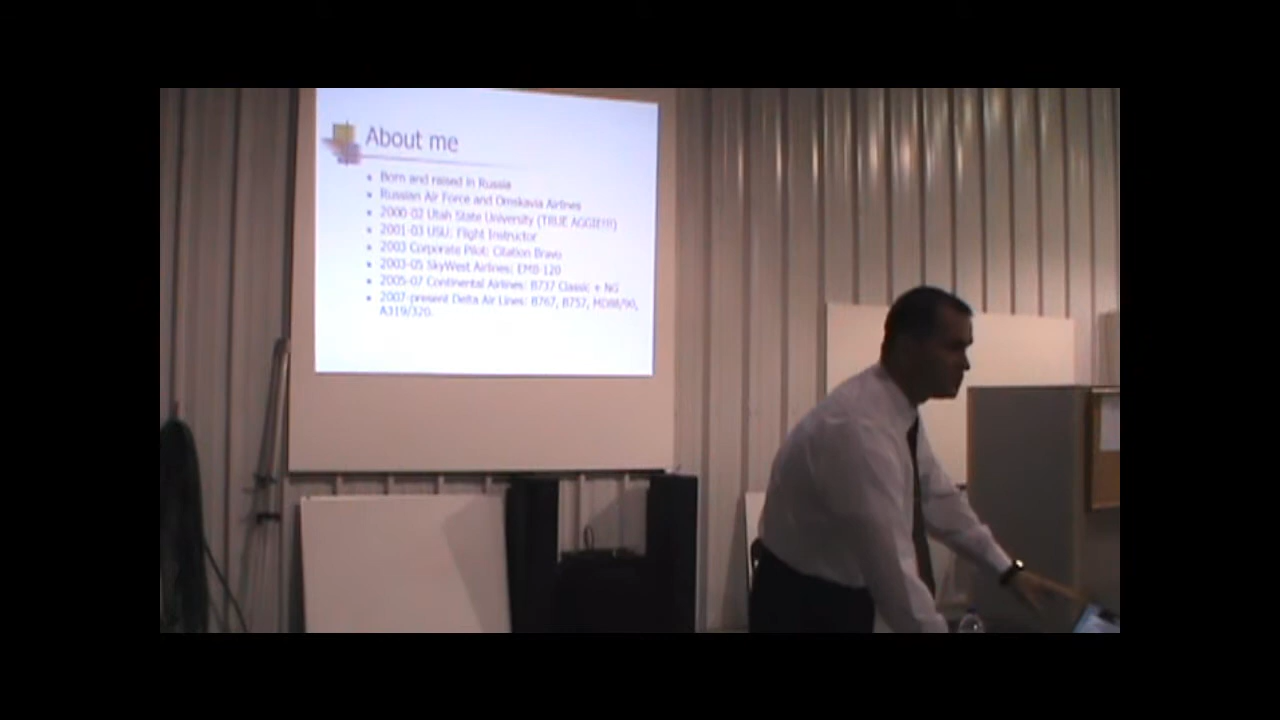 About me
Born and raised in Russia
Russian Air Force and Omskavia Airlines
2000-02 Utah State University (TRUE AGGIE!!!)
2001-03 USU: Flight Instructor
2003 Corporate Pilot: Citation Bravo
2003-05 SkyWest Airlines: EMB-120
2005-07 Continental Airlines: B737 Classic + NG
2007-present Delta Air Lines: B767, B757, MD88/90,
A319/320.